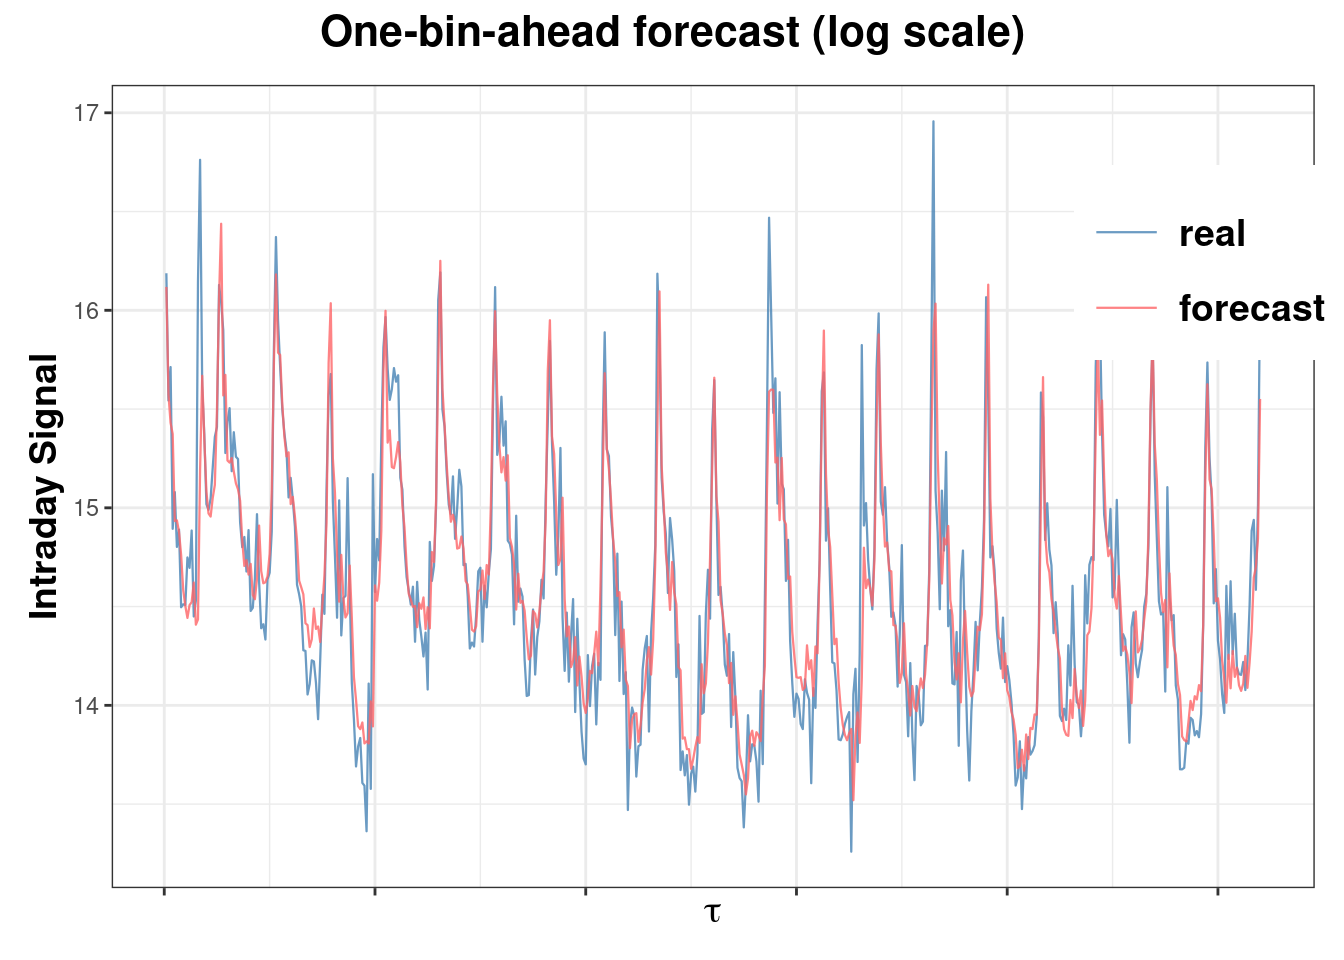 One-bin-ahead forecast (log scale)
17
16
15
14
Intraday Signal
real
forecast
τ